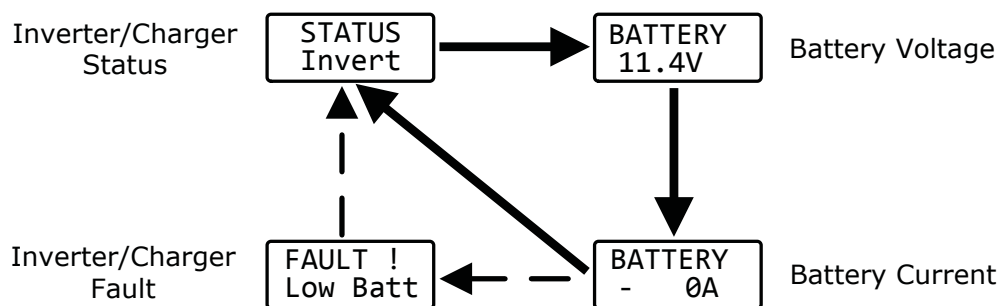 Inverter/Charger
Status
STATUS
Invert
BATTERY
11.4V
Battery Voltage
Inverter/Charger
Fault
FAULT !
Low Batt
BATTERY
- 0A
Battery Current